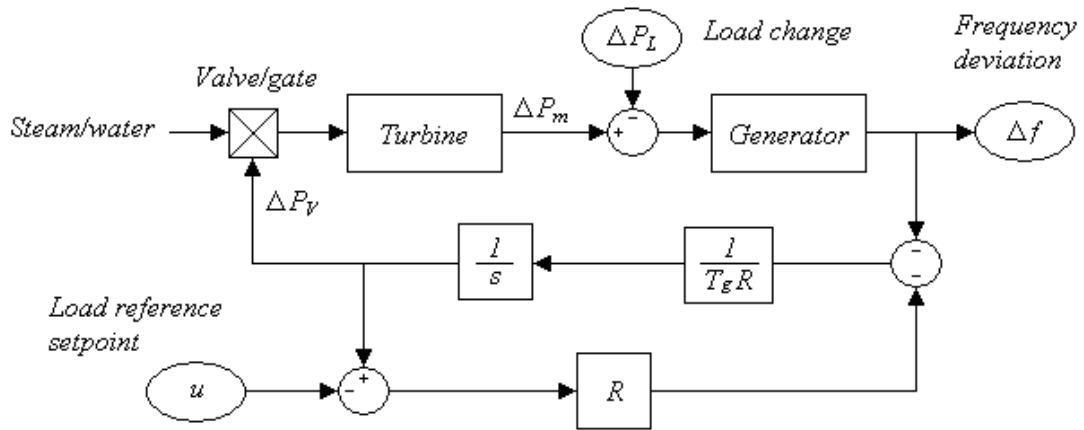 Frequency
deviation
ΔP_L
Load change
Valve/gate
Steam/water
Turbine
ΔP_m
+
-
Generator
Δf
ΔP_V
1
s
1
T_g R
-
-
Load reference
setpoint
u
-
+
R